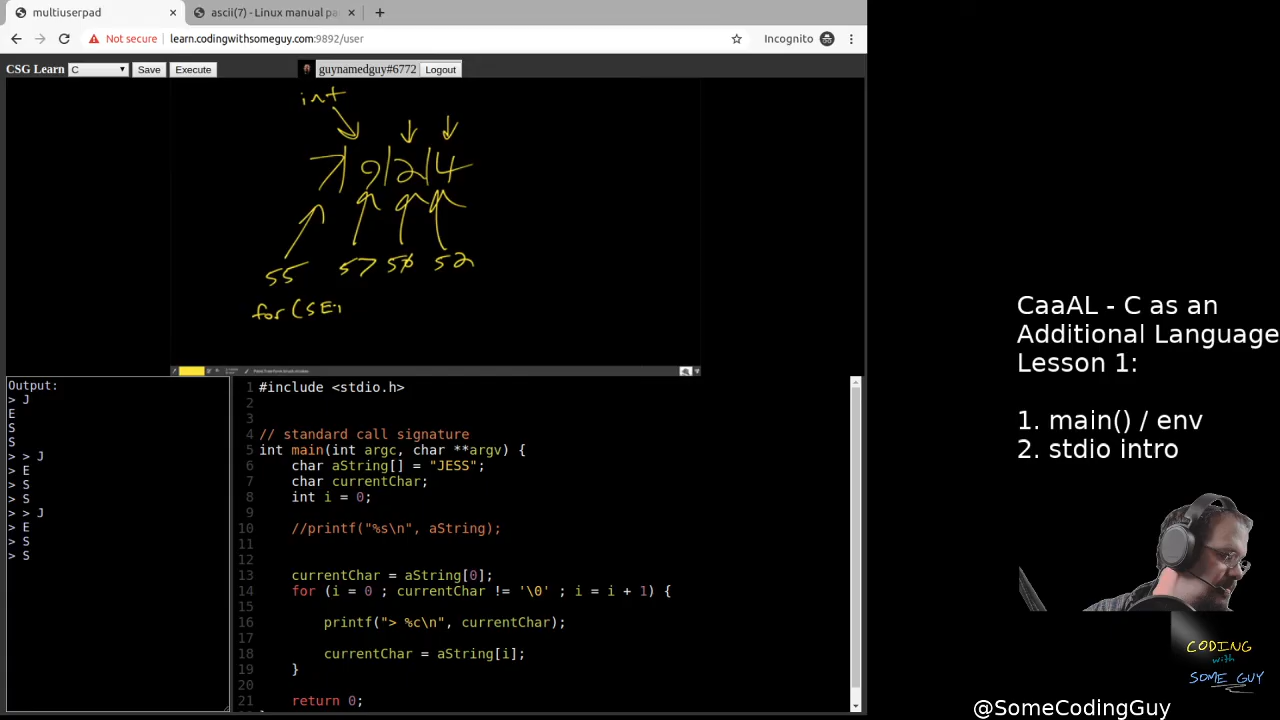 multiuserpad
ascii(7) - Linux manual pa
Not secure
learn.codingwithsomeguy.com:9892/user
Incognito
CSG Learn
C
Save
Execute
guynamedguy#6772
Logout
int
7 9 2 4
55 57 50 52
for (SE
Output:
> J
E
S
S
> > J
> E
> S
> S
> > J
> E
> S
> S
1 #include <stdio.h>
2
3
4 // standard call signature
5 int main(int argc, char **argv) {
6 char aString[] = "JESS";
7 char currentChar;
8 int i = 0;
9
10 //printf("%s\n", aString);
11
12
13 currentChar = aString[0];
14 for (i = 0 ; currentChar != '\0' ; i = i + 1) {
15
16 printf("> %c\n", currentChar);
17
18 currentChar = aString[i];
19 }
20
21 return 0;
CaaAL - C as an
Additional Language
Lesson 1:
1. main() / env
2. stdio intro
CODING
with
SOME GUY
@SomeCodingGuy